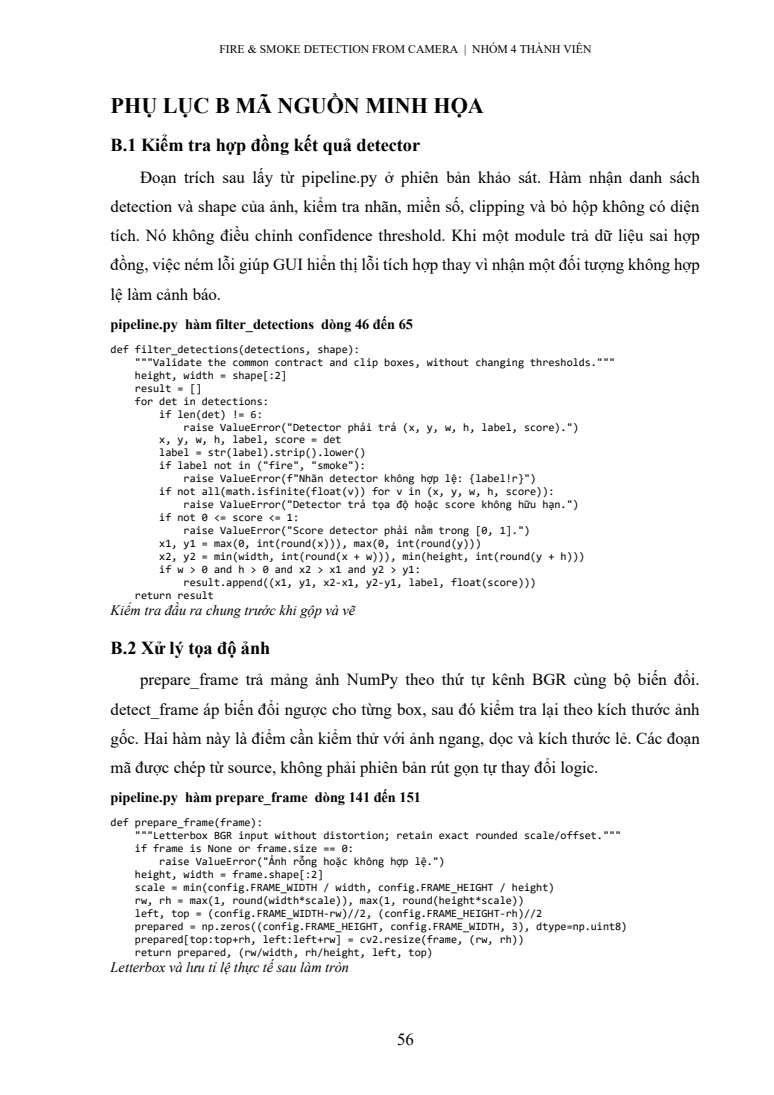 FIRE & SMOKE DETECTION FROM CAMERA | NHÓM 4 THÀNH VIÊN
PHỤ LỤC B MÃ NGUỒN MINH HỌA
B.1 Kiểm tra hợp đồng kết quả detector
Đoạn trích sau lấy từ pipeline.py ở phiên bản khảo sát. Hàm nhận danh sách
detection và shape của ảnh, kiểm tra nhãn, miền số, clipping và bỏ hộp không có diện
tích. Nó không điều chỉnh confidence threshold. Khi một module trả dữ liệu sai hợp
đồng, việc ném lỗi giúp GUI hiển thị lỗi tích hợp thay vì nhận một đối tượng không hợp
lệ làm cảnh báo.
pipeline.py hàm filter_detections dòng 46 đến 65
def filter_detections(detections, shape):
    """Validate the common contract and clip boxes, without changing thresholds."""
    height, width = shape[:2]
    result = []
    for det in detections:
        if len(det) != 6:
            raise ValueError("Detector phải trả (x, y, w, h, label, score).")
        x, y, w, h, label, score = det
        label = str(label).strip().lower()
        if label not in ("fire", "smoke"):
            raise ValueError(f"Nhãn detector không hợp lệ: {label!r}")
        if not all(math.isfinite(float(v)) for v in (x, y, w, h, score)):
            raise ValueError("Detector trả tọa độ hoặc score không hữu hạn.")
        if not 0 <= score <= 1:
            raise ValueError("Score detector phải nằm trong [0, 1].")
        x1, y1 = max(0, int(round(x))), max(0, int(round(y)))
        x2, y2 = min(width, int(round(x + w))), min(height, int(round(y + h)))
        if w > 0 and h > 0 and x2 > x1 and y2 > y1:
            result.append((x1, y1, x2-x1, y2-y1, label, float(score)))
    return result
Kiểm tra đầu ra chung trước khi gộp và vẽ
B.2 Xử lý tọa độ ảnh
prepare_frame trả mảng ảnh NumPy theo thứ tự kênh BGR cùng bộ biến đổi.
detect_frame áp biến đổi ngược cho từng box, sau đó kiểm tra lại theo kích thước ảnh
gốc. Hai hàm này là điểm cần kiểm thử với ảnh ngang, dọc và kích thước lẻ. Các đoạn
mã được chép từ source, không phải phiên bản rút gọn tự thay đổi logic.
pipeline.py hàm prepare_frame dòng 141 đến 151
def prepare_frame(frame):
    """Letterbox BGR input without distortion; retain exact rounded scale/offset."""
    if frame is None or frame.size == 0:
        raise ValueError("Ảnh rỗng hoặc không hợp lệ.")
    height, width = frame.shape[:2]
    scale = min(config.FRAME_WIDTH / width, config.FRAME_HEIGHT / height)
    rw, rh = max(1, round(width*scale)), max(1, round(height*scale))
    left, top = (config.FRAME_WIDTH-rw)//2, (config.FRAME_HEIGHT-rh)//2
    prepared = np.zeros((config.FRAME_HEIGHT, config.FRAME_WIDTH, 3), dtype=np.uint8)
    prepared[top:top+rh, left:left+rw] = cv2.resize(frame, (rw, rh))
    return prepared, (rw/width, rh/height, left, top)
Letterbox và lưu tỉ lệ thực tế sau làm tròn
56